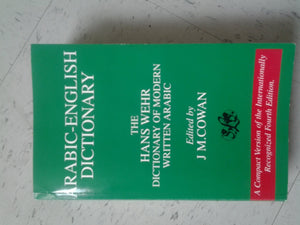 ARABIC-ENGLISH
DICTIONARY
THE
HANS WEHR
DICTIONARY OF MODERN
WRITTEN ARABIC
Edited by
J M.COWAN
A Compact Version of the Internationally
Recognized Fourth Edition.